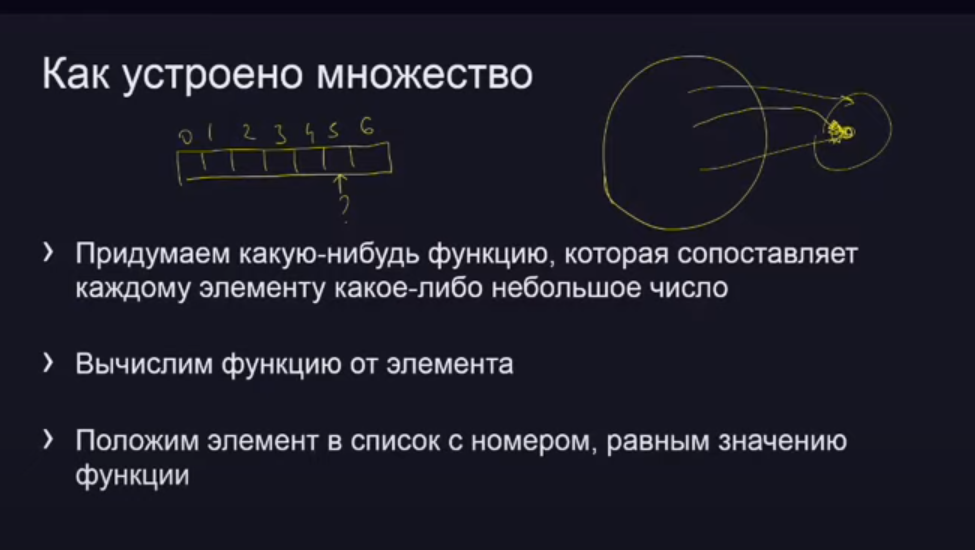 Как устроено множество
0 1 2 3 4 5 6
?
› Придумаем какую-нибудь функцию, которая сопоставляет
каждому элементу какое-либо небольшое число
› Вычислим функцию от элемента
› Положим элемент в список с номером, равным значению
функции